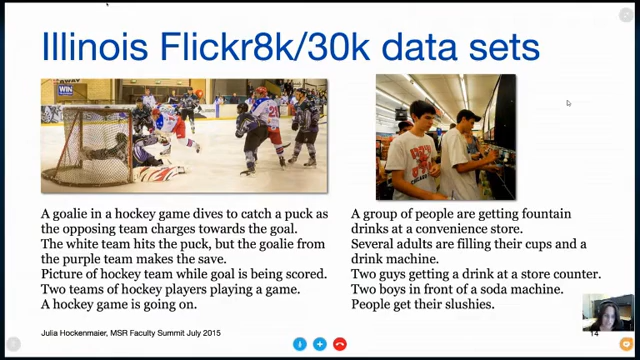 Illinois Flickr8k/30k data sets
AWAY
WIN
A goalie in a hockey game dives to catch a puck as
the opposing team charges towards the goal.
The white team hits the puck, but the goalie from
the purple team makes the save.
Picture of hockey team while goal is being scored.
Two teams of hockey players playing a game.
A hockey game is going on.
A group of people are getting fountain
drinks at a convenience store.
Several adults are filling their cups and a
drink machine.
Two guys getting a drink at a store counter.
Two boys in front of a soda machine.
People get their slushies.
Julia Hockenmaier, MSR Faculty Summit July 2015
14